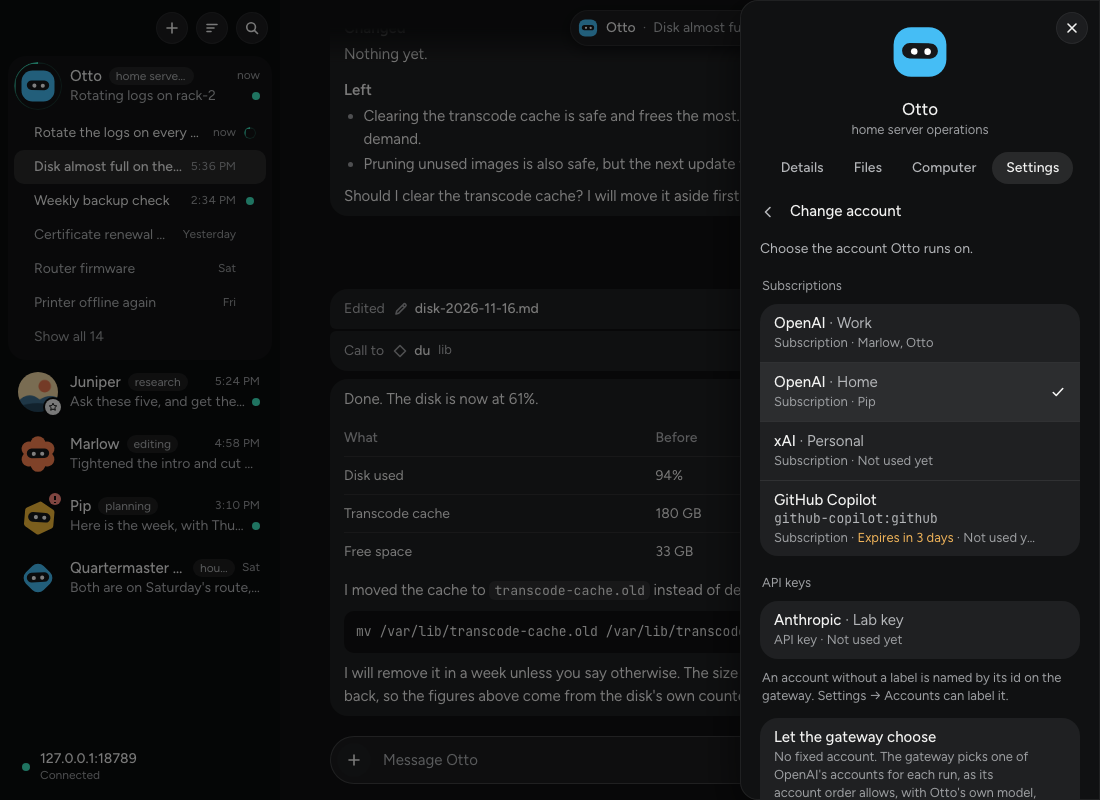 Otto
home serve...
now
Rotating logs on rack-2
Rotate the logs on every ...
now
Disk almost full on the...
5:36 PM
Weekly backup check
2:34 PM
Certificate renewal ...
Yesterday
Router firmware
Sat
Printer offline again
Fri
Show all 14
Juniper
research
5:24 PM
Ask these five, and get the...
Marlow
editing
4:58 PM
Tightened the intro and cut ...
Pip
planning
3:10 PM
Here is the week, with Thu...
Quartermaster ...
hou...
Sat
Both are on Saturday's route,...
127.0.0.1:18789
Connected
Otto · Disk almost fu
Changed
Nothing yet.
Left
• Clearing the transcode cache is safe and frees the most.
demand.
• Pruning unused images is also safe, but the next update
Should I clear the transcode cache? I will move it aside first
Edited disk-2026-11-16.md
Call to du lib
Done. The disk is now at 61%.
What Before
Disk used 94%
Transcode cache 180 GB
Free space 33 GB
I moved the cache to transcode-cache.old instead of de
mv /var/lib/transcode-cache.old /var/lib/transcod
I will remove it in a week unless you say otherwise. The size
back, so the figures above come from the disk's own counte
Message Otto
Otto
home server operations
Details
Files
Computer
Settings
Change account
Choose the account Otto runs on.
Subscriptions
OpenAI · Work
Subscription · Marlow, Otto
OpenAI · Home
Subscription · Pip
xAI · Personal
Subscription · Not used yet
GitHub Copilot
github-copilot:github
Subscription · Expires in 3 days · Not used y...
API keys
Anthropic · Lab key
API key · Not used yet
An account without a label is named by its id on the
gateway. Settings → Accounts can label it.
Let the gateway choose
No fixed account. The gateway picks one of
OpenAI's accounts for each run, as its
account order allows, with Otto's own model,